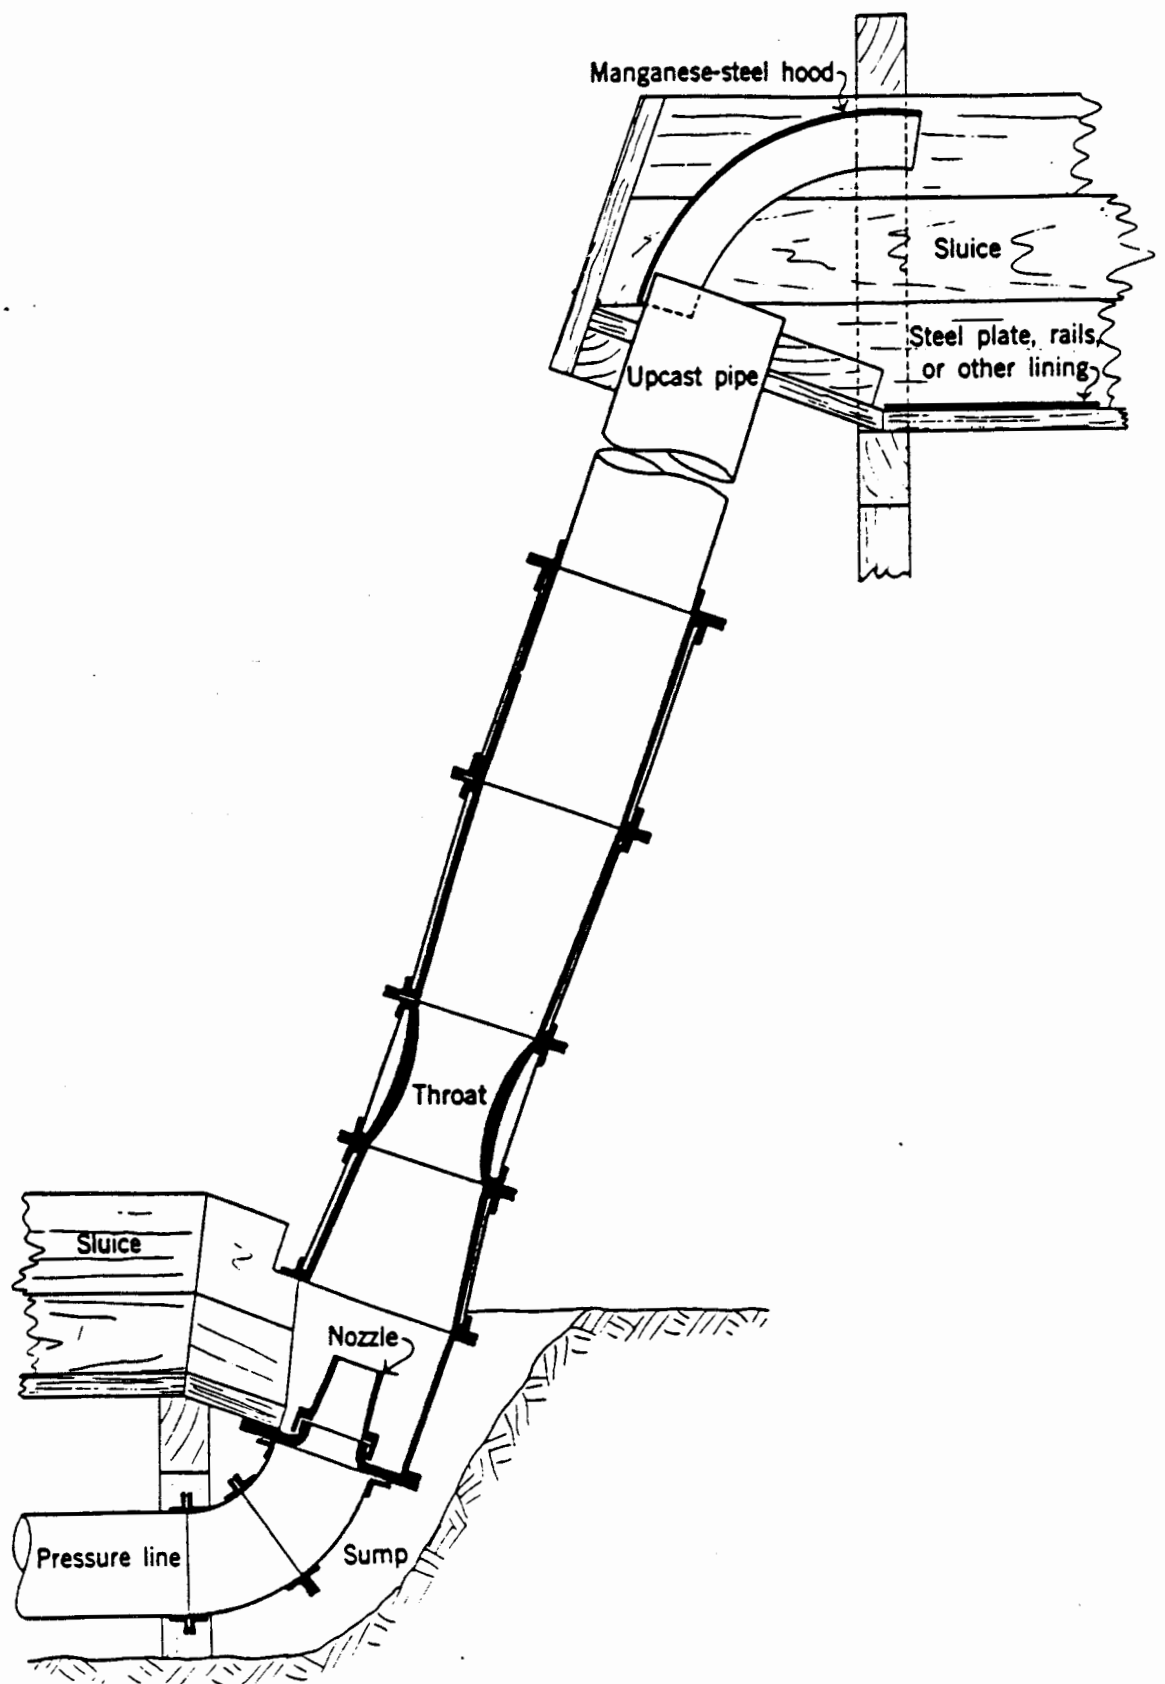 Manganese-steel hood
Sluice
Steel plate, rails,
or other lining
Upcast pipe
Throat
Sluice
Nozzle
Pressure line
Sump